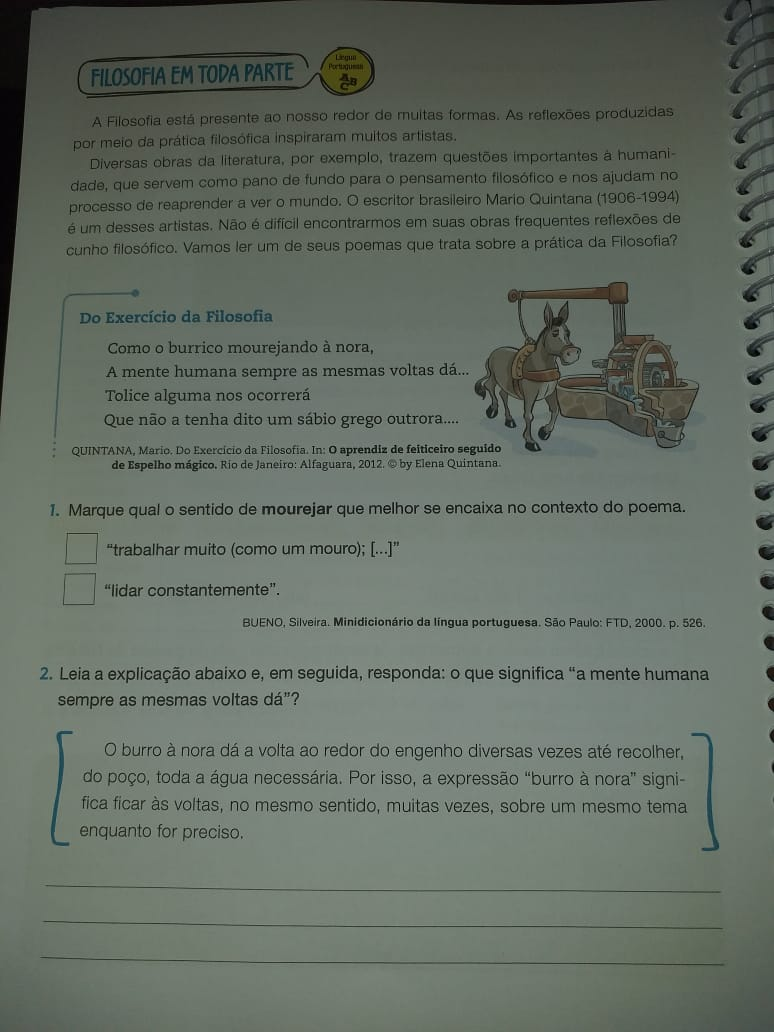 FILOSOFIA EM TODA PARTE
Língua
Portuguesa
A
B
C
A Filosofia está presente ao nosso redor de muitas formas. As reflexões produzidas
por meio da prática filosófica inspiraram muitos artistas.
Diversas obras da literatura, por exemplo, trazem questões importantes à humani-
dade, que servem como pano de fundo para o pensamento filosófico e nos ajudam no
processo de reaprender a ver o mundo. O escritor brasileiro Mario Quintana (1906-1994)
é um desses artistas. Não é difícil encontrarmos em suas obras frequentes reflexões de
cunho filosófico. Vamos ler um de seus poemas que trata sobre a prática da Filosofia?
Do Exercício da Filosofia
Como o burrico mourejando à nora,
A mente humana sempre as mesmas voltas dá...
Tolice alguma nos ocorrerá
Que não a tenha dito um sábio grego outrora....
QUINTANA, Mario. Do Exercício da Filosofia. In: O aprendiz de feiticeiro seguido
de Espelho mágico. Rio de Janeiro: Alfaguara, 2012. © by Elena Quintana.
1. Marque qual o sentido de mourejar que melhor se encaixa no contexto do poema.
“trabalhar muito (como um mouro); [...]”
“lidar constantemente”.
BUENO, Silveira. Minidicionário da língua portuguesa. São Paulo: FTD, 2000. p. 526.
2. Leia a explicação abaixo e, em seguida, responda: o que significa “a mente humana
sempre as mesmas voltas dá”?
O burro à nora dá a volta ao redor do engenho diversas vezes até recolher,
do poço, toda a água necessária. Por isso, a expressão “burro à nora” signi-
fica ficar às voltas, no mesmo sentido, muitas vezes, sobre um mesmo tema
enquanto for preciso.